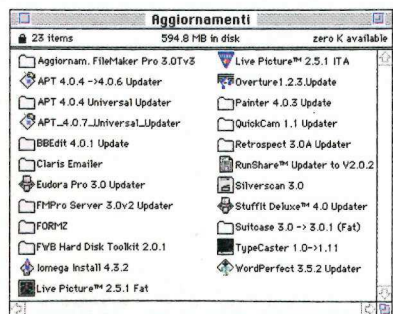 Aggiornamenti
23 items 594.8 MB in disk zero K available
Aggiornam. FileMaker Pro 3.0Tv3
APT 4.0.4 ->4.0.6 Updater
APT 4.0.4 Universal Updater
APT_4.0.7_Universal_Updater
BBEdit 4.0.1 Update
Claris Emailer
Eudora Pro 3.0 Updater
FMPro Server 3.0v2 Updater
FORMZ
FWB Hard Disk Toolkit 2.0.1
Iomega Install 4.3.2
Live Picture™ 2.5.1 Fat
Live Picture™ 2.5.1 ITA
Overture1.2.3.Update
Painter 4.0.3 Update
QuickCam 1.1 Updater
Retrospect 3.0A Updater
RunShare™ Updater to V2.0.2
Silverscan 3.0
StuffIt Deluxe™ 4.0 Updater
Suitcase 3.0 -> 3.0.1 (Fat)
TypeCaster 1.0->1.11
WordPerfect 3.5.2 Updater